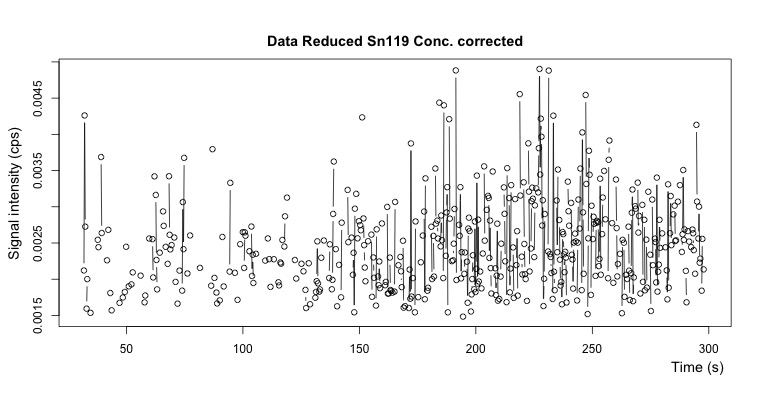 Data Reduced Sn119 Conc. corrected
Signal intensity (cps)
0.0045
0.0035
0.0025
0.0015
50 100 150 200 250 300
Time (s)